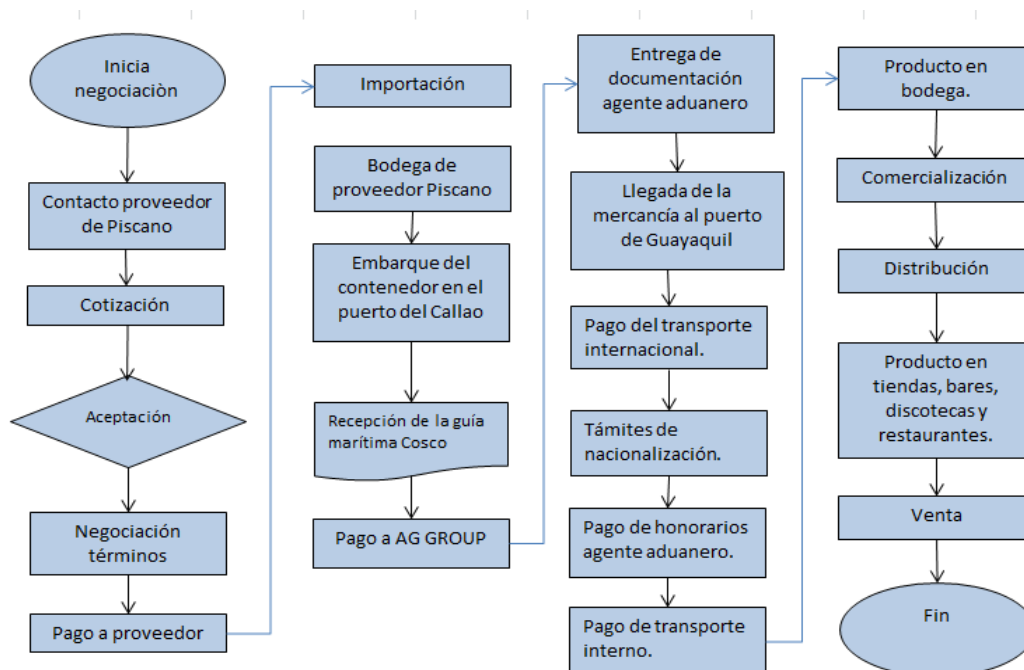 Inicia
negociaciòn
Contacto proveedor
de Piscano
Cotización
Aceptación
Negociación
términos
Pago a proveedor
Importación
Bodega de
proveedor Piscano
Embarque del
contenedor en el
puerto del Callao
Recepción de la guía
marítima Cosco
Pago a AG GROUP
Entrega de
documentación
agente aduanero
Llegada de la
mercancía al puerto
de Guayaquil
Pago del transporte
internacional.
Támites de
nacionalización.
Pago de honorarios
agente aduanero.
Pago de transporte
interno.
Producto en
bodega.
Comercialización
Distribución
Producto en
tiendas, bares,
discotecas y
restaurantes.
Venta
Fin